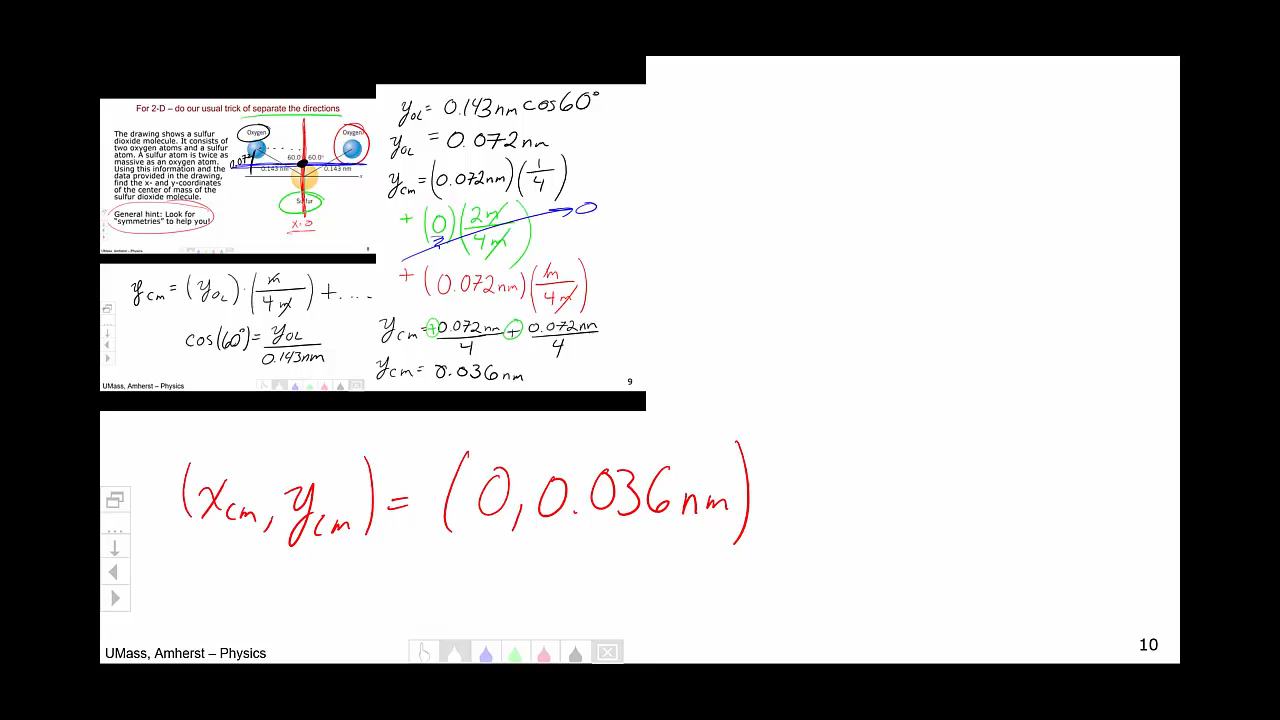 For 2-D – do our usual trick of separate the directions
The drawing shows a sulfur
dioxide molecule. It consists of
two oxygen atoms and a sulfur
atom. A sulfur atom is twice as
massive as an oxygen atom.
Using this information and the
data provided in the drawing,
find the x- and y-coordinates
of the center of mass of the
sulfur dioxide molecule.
General hint: Look for
"symmetries" to help you!
Oxygen
Oxygen
60.0° 60.0°
0.143 nm 0.143 nm
x
Sulfur
x=0
UMass, Amherst – Physics
8
y_cm = (y_OL) · (m/4m) + ....
cos(60°) = y_OL/0.143nm
UMass, Amherst – Physics
y_OL = 0.143nm cos60°
y_OL = 0.072nm
y_cm = (0.072nm)(1/4)
+ (0)(2m/4m) → 0
+ (0.072nm)(m/4m)
y_cm = +0.072nm/4 + 0.072nm/4
y_cm = 0.036nm
9
(x_cm, y_cm) = (0, 0.036nm)
UMass, Amherst – Physics
10